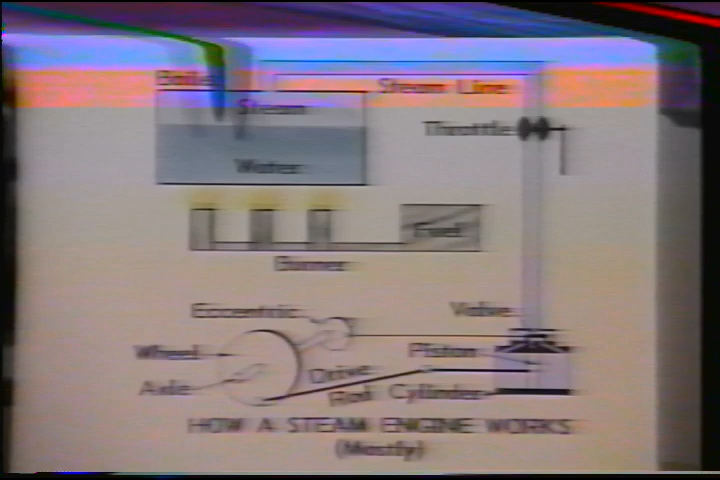 Boiler
Steam Line
Steam
Throttle
Water
Fuel
Burner
Eccentric
Valve
Wheel
Piston
Drive
Axle
Rod
Cylinder
HOW A STEAM ENGINE WORKS
(Mostly)